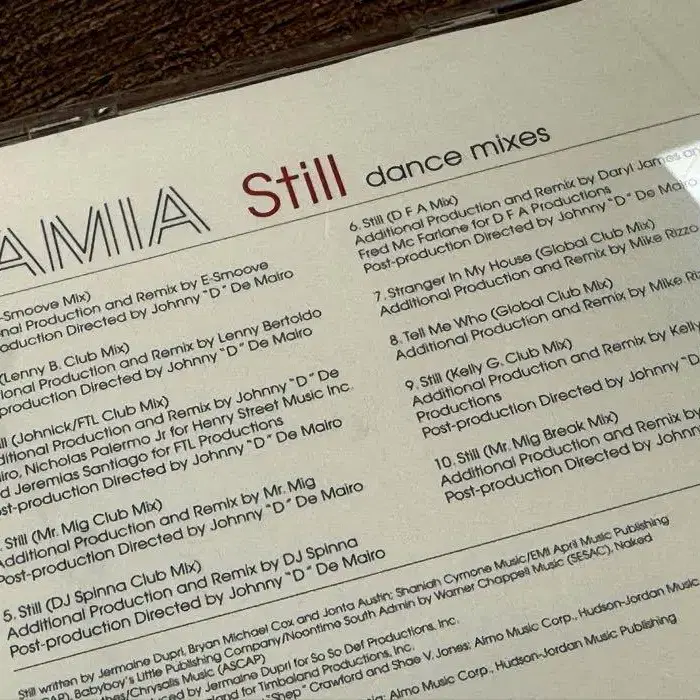 AMIA Still dance mixes
-Smoove Mix)
nal Production and Remix by E-Smoove
oduction Directed by Johnny "D" De Mairo
(Lenny B. Club Mix)
ional Production and Remix by Lenny Bertoldo
production Directed by Johnny "D" De Mairo
ill (Johnick/FTL Club Mix)
ditional Production and Remix by Johnny "D" De
iro, Nicholas Palermo Jr for Henry Street Music Inc.
d Jeremias Santiago for FTL Productions
st-production Directed by Johnny "D" De Mairo
. Still (Mr. Mig Club Mix)
Additional Production and Remix by Mr. Mig
Post-production Directed by Johnny "D" De Mairo
5. Still (DJ Spinna Club Mix)
Additional Production and Remix by DJ Spinna
Post-production Directed by Johnny "D" De Mairo
6. Still (D F A Mix)
Additional Production and Remix by Daryl James an
Fred Mc Farlane for D F A Productions
Post-production Directed by Johnny "D" De Mairo
7. Stranger In My House (Global Club Mix)
Additional Production and Remix by Mike Rizzo
8. Tell Me Who (Global Club Mix)
Additional Production and Remix by Mike Ri
9. Still (Kelly G. Club Mix)
Additional Production and Remix by Kelly
Productions
Post-production Directed by Johnny "D
10. Still (Mr. Mig Break Mix)
Additional Production and Remix b
Post-production Directed by Johnn
Still written by Jermaine Dupri, Bryan Michael Cox and Jonta Austin; Shaniah Cymone Music/EMI April Music Publishing
AP), Babyboy's Little Publishing Company/Noontime South Admin by Warner Chappell Music (SESAC), Naked
bes/Chrysalis Music (ASCAP)
ced by Jermaine Dupri for So So Def Productions, Inc.
land for Timbaland Productions, Inc.
"Shep" Crawford and Shae V. Jones; Almo Music Corp., Hudson-Jordan Music
Almo Music Corp., Hudson-Jordan Music Publishing